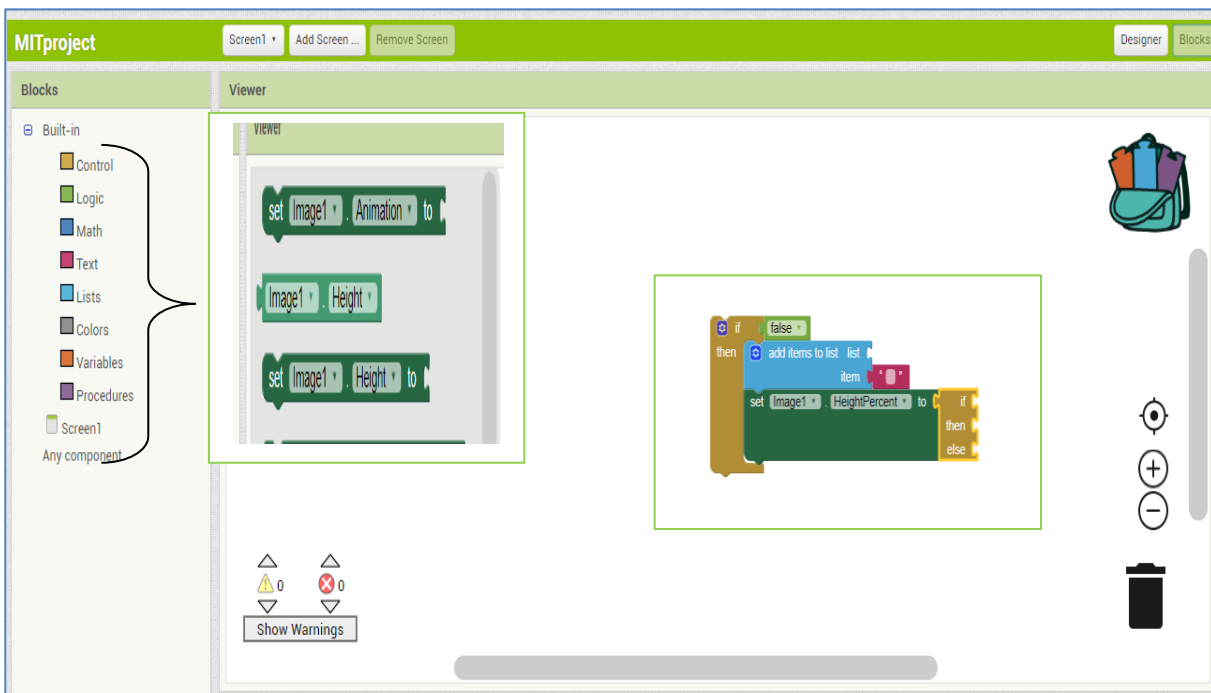 MITproject
Screen1
Add Screen ...
Remove Screen
Designer
Blocks
Blocks
Viewer
Built-in
Control
Logic
Math
Text
Lists
Colors
Variables
Procedures
Screen1
Any component
Viewer
set Image1 . Animation to
Image1 . Height
set Image1 . Height to
if false
then add items to list list
item " "
set Image1 . HeightPercent to if
then
else
0 0
Show Warnings